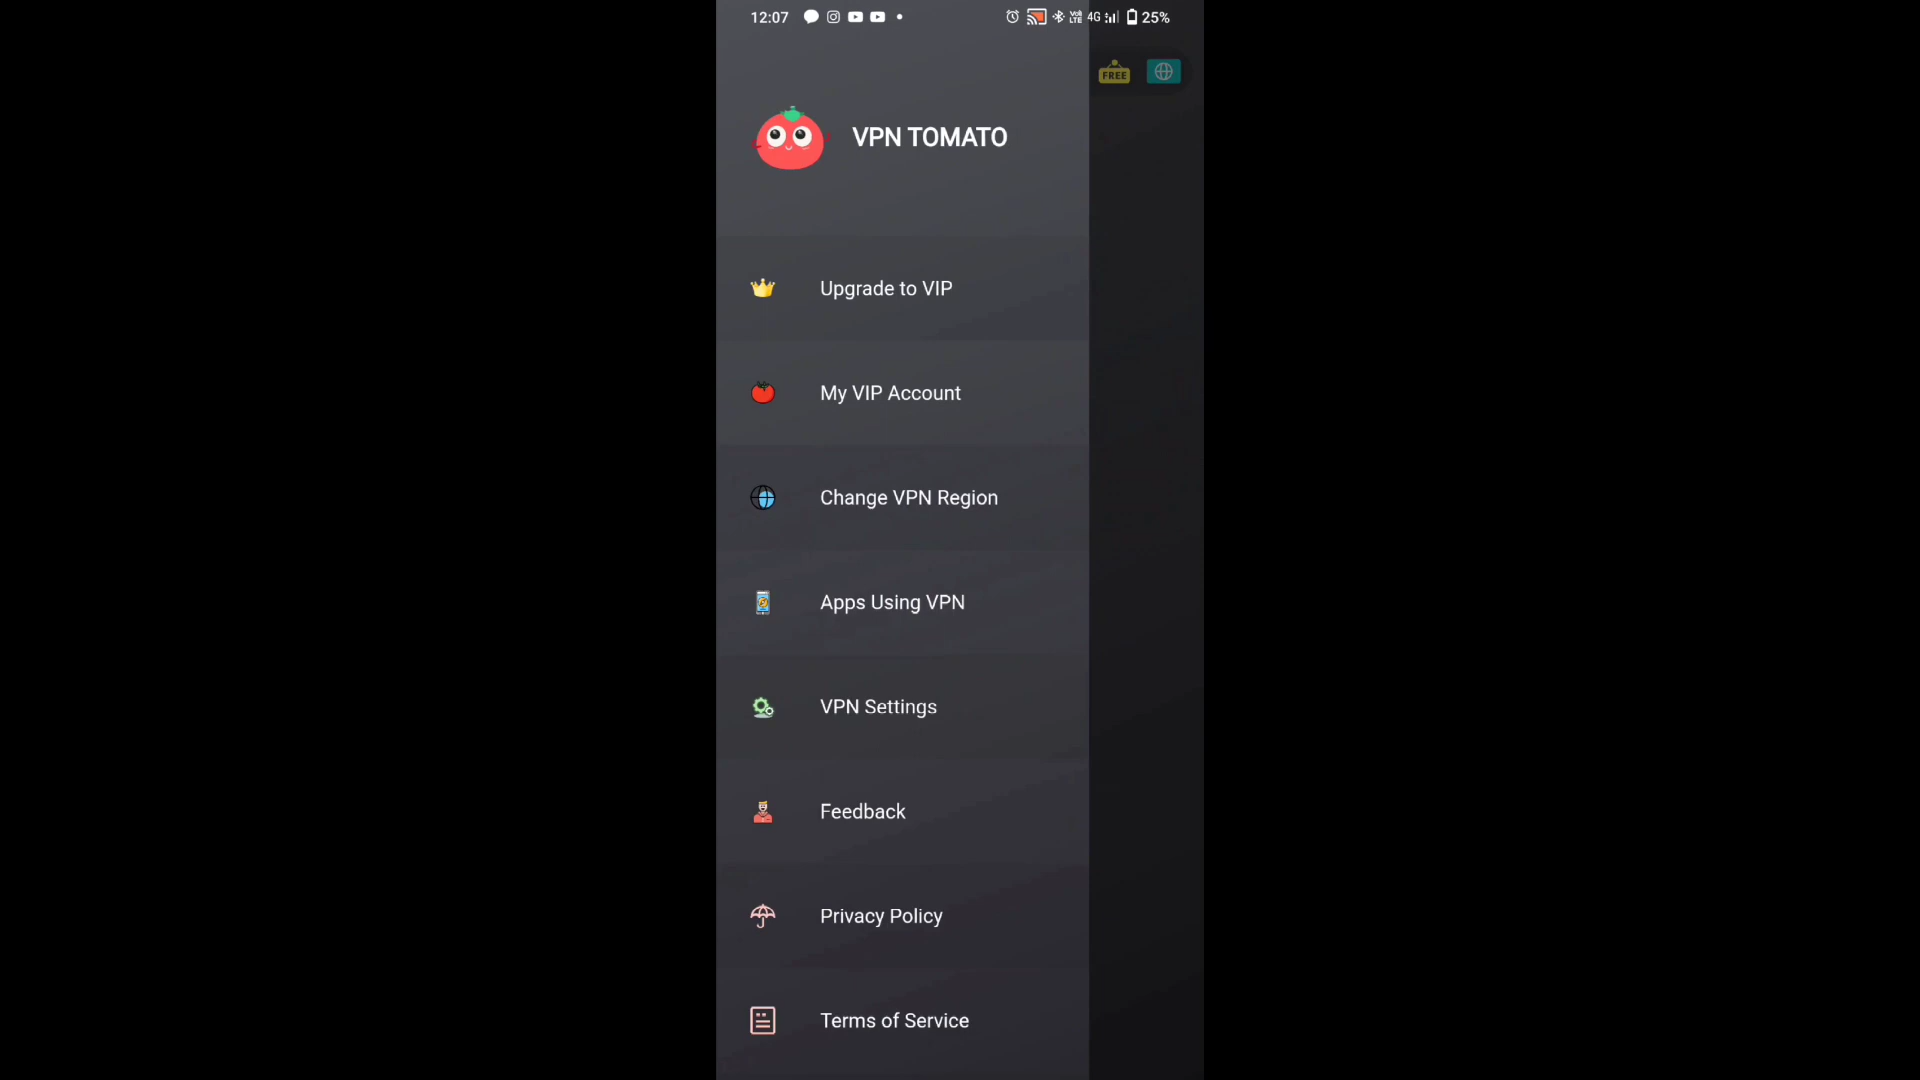 12:07
VoLTE 4G 25%
FREE
VPN TOMATO
Upgrade to VIP
My VIP Account
Change VPN Region
Apps Using VPN
VPN Settings
Feedback
Privacy Policy
Terms of Service